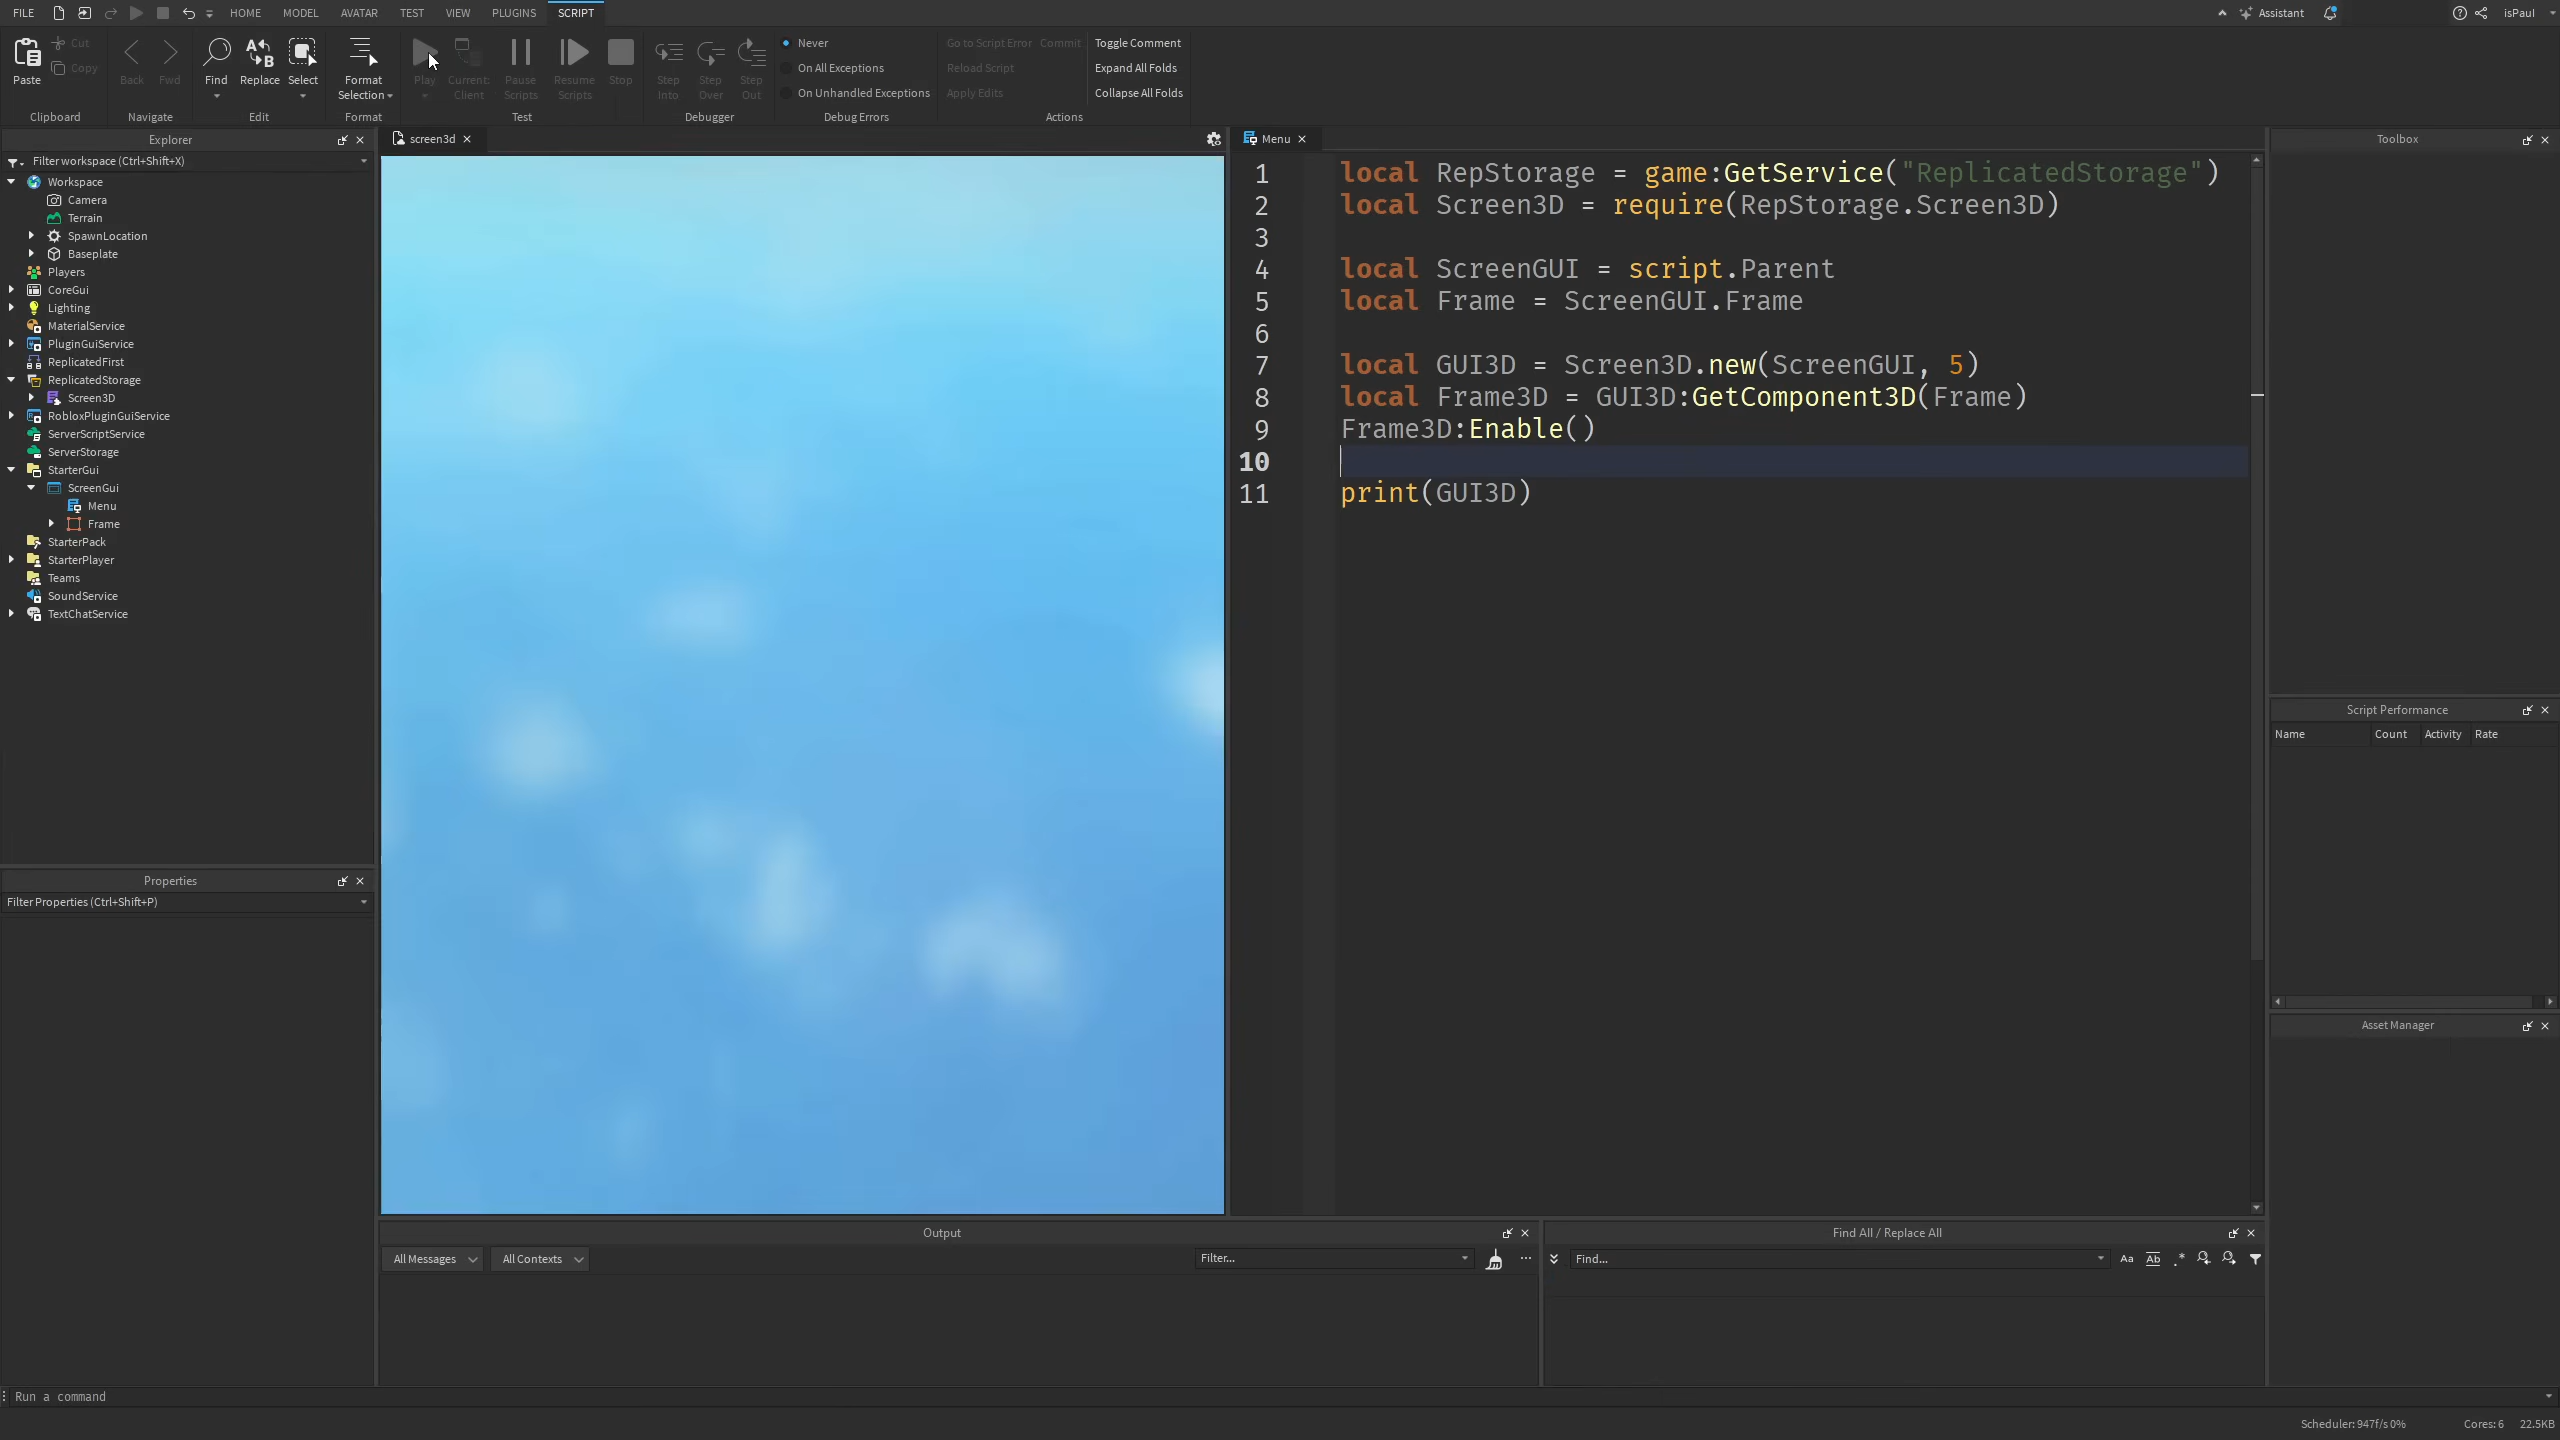 FILE HOME MODEL AVATAR TEST VIEW PLUGINS SCRIPT Assistant isPaul
Paste Cut Copy
Back Fwd
Find Replace Select
Format Selection
Play Current: Client Pause Scripts Resume Scripts Stop
Step Into Step Over Step Out
Never
On All Exceptions
On Unhandled Exceptions
Go to Script Error Commit
Reload Script
Apply Edits
Toggle Comment
Expand All Folds
Collapse All Folds
Clipboard Navigate Edit Format Test Debugger Debug Errors Actions
Explorer
Filter workspace (Ctrl+Shift+X)
Workspace
Camera
Terrain
SpawnLocation
Baseplate
Players
CoreGui
Lighting
MaterialService
PluginGuiService
ReplicatedFirst
ReplicatedStorage
Screen3D
RobloxPluginGuiService
ServerScriptService
ServerStorage
StarterGui
ScreenGui
Menu
Frame
StarterPack
StarterPlayer
Teams
SoundService
TextChatService
Properties
Filter Properties (Ctrl+Shift+P)
screen3d
Menu
1 local RepStorage = game:GetService("ReplicatedStorage")
2 local Screen3D = require(RepStorage.Screen3D)
3
4 local ScreenGUI = script.Parent
5 local Frame = ScreenGUI.Frame
6
7 local GUI3D = Screen3D.new(ScreenGUI, 5)
8 local Frame3D = GUI3D:GetComponent3D(Frame)
9 Frame3D:Enable()
10
11 print(GUI3D)
Toolbox
Script Performance
Name Count Activity Rate
Asset Manager
Output
All Messages All Contexts Filter...
Find All / Replace All
Find... Aa Ab .*
Run a command
Scheduler: 947f/s 0% Cores: 6 22.5KB